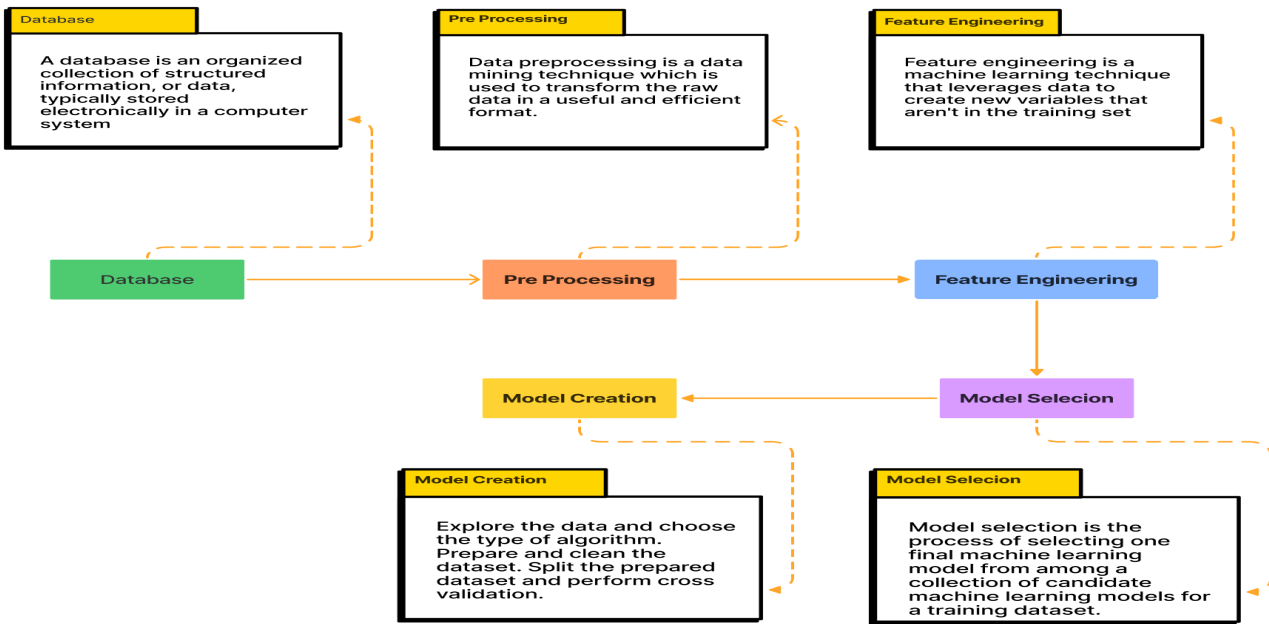 Database
A database is an organized
collection of structured
information, or data,
typically stored
electronically in a computer
system
Pre Processing
Data preprocessing is a data
mining technique which is
used to transform the raw
data in a useful and efficient
format.
Feature Engineering
Feature engineering is a
machine learning technique
that leverages data to
create new variables that
aren't in the training set
Database
Pre Processing
Feature Engineering
Model Creation
Model Selecion
Model Creation
Explore the data and choose
the type of algorithm.
Prepare and clean the
dataset. Split the prepared
dataset and perform cross
validation.
Model Selecion
Model selection is the
process of selecting one
final machine learning
model from among a
collection of candidate
machine learning models for
a training dataset.